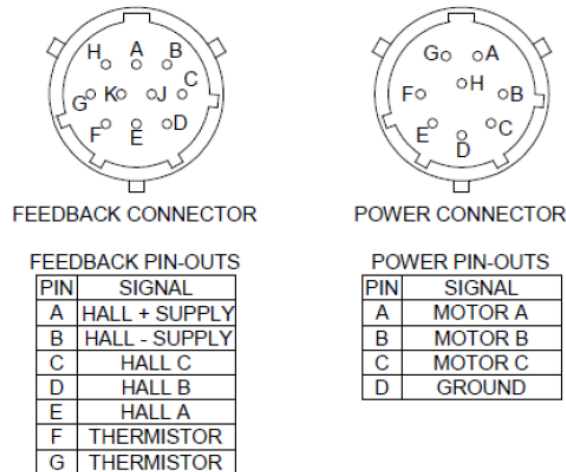 H A B
C
G K J
F E D
FEEDBACK CONNECTOR
G A
H
F B
E D C
POWER CONNECTOR
FEEDBACK PIN-OUTS
PIN SIGNAL
A HALL + SUPPLY
B HALL - SUPPLY
C HALL C
D HALL B
E HALL A
F THERMISTOR
G THERMISTOR
POWER PIN-OUTS
PIN SIGNAL
A MOTOR A
B MOTOR B
C MOTOR C
D GROUND